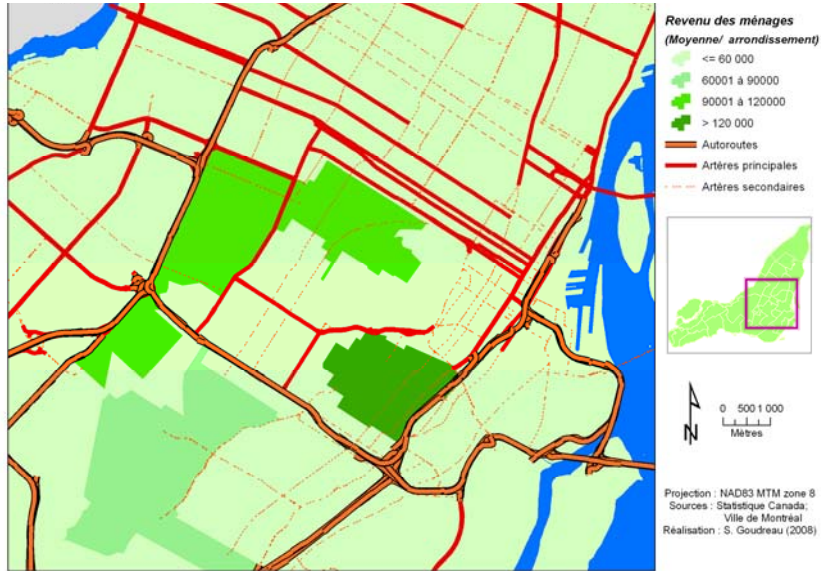 Revenu des ménages
(Moyenne/ arrondissement)
<= 60 000
60001 à 90000
90001 à 120000
> 120 000
Autoroutes
Artères principales
Artères secondaires
N
0 500 1 000
Mètres
Projection : NAD83 MTM zone 8
Sources : Statistique Canada;
Ville de Montréal
Réalisation : S. Goudreau (2008)